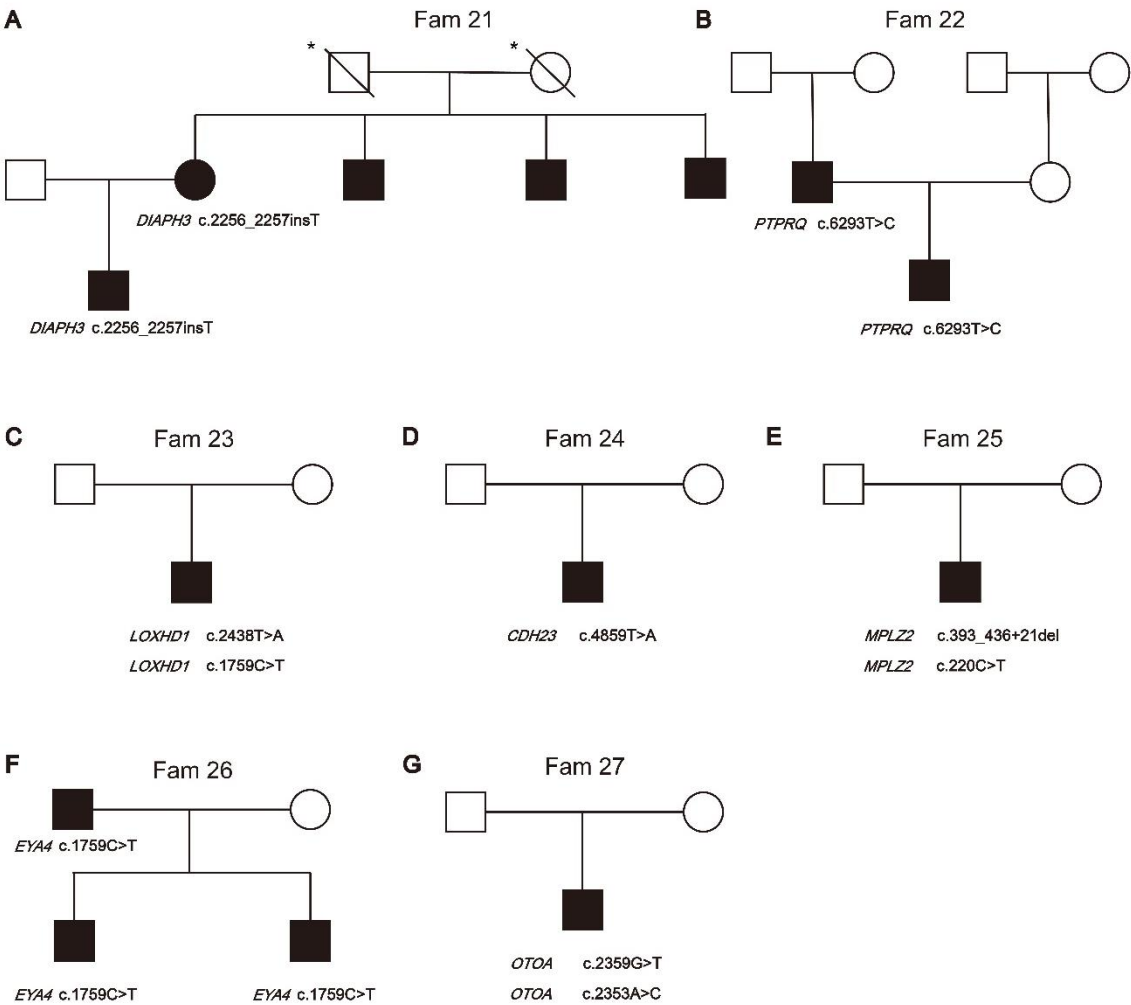 A
Fam 21
* *
DIAPH3 c.2256_2257insT
DIAPH3 c.2256_2257insT
B
Fam 22
PTPRQ c.6293T>C
PTPRQ c.6293T>C
C
Fam 23
LOXHD1 c.2438T>A
LOXHD1 c.1759C>T
D
Fam 24
CDH23 c.4859T>A
E
Fam 25
MPLZ2 c.393_436+21del
MPLZ2 c.220C>T
F
Fam 26
EYA4 c.1759C>T
EYA4 c.1759C>T EYA4 c.1759C>T
G
Fam 27
OTOA c.2359G>T
OTOA c.2353A>C